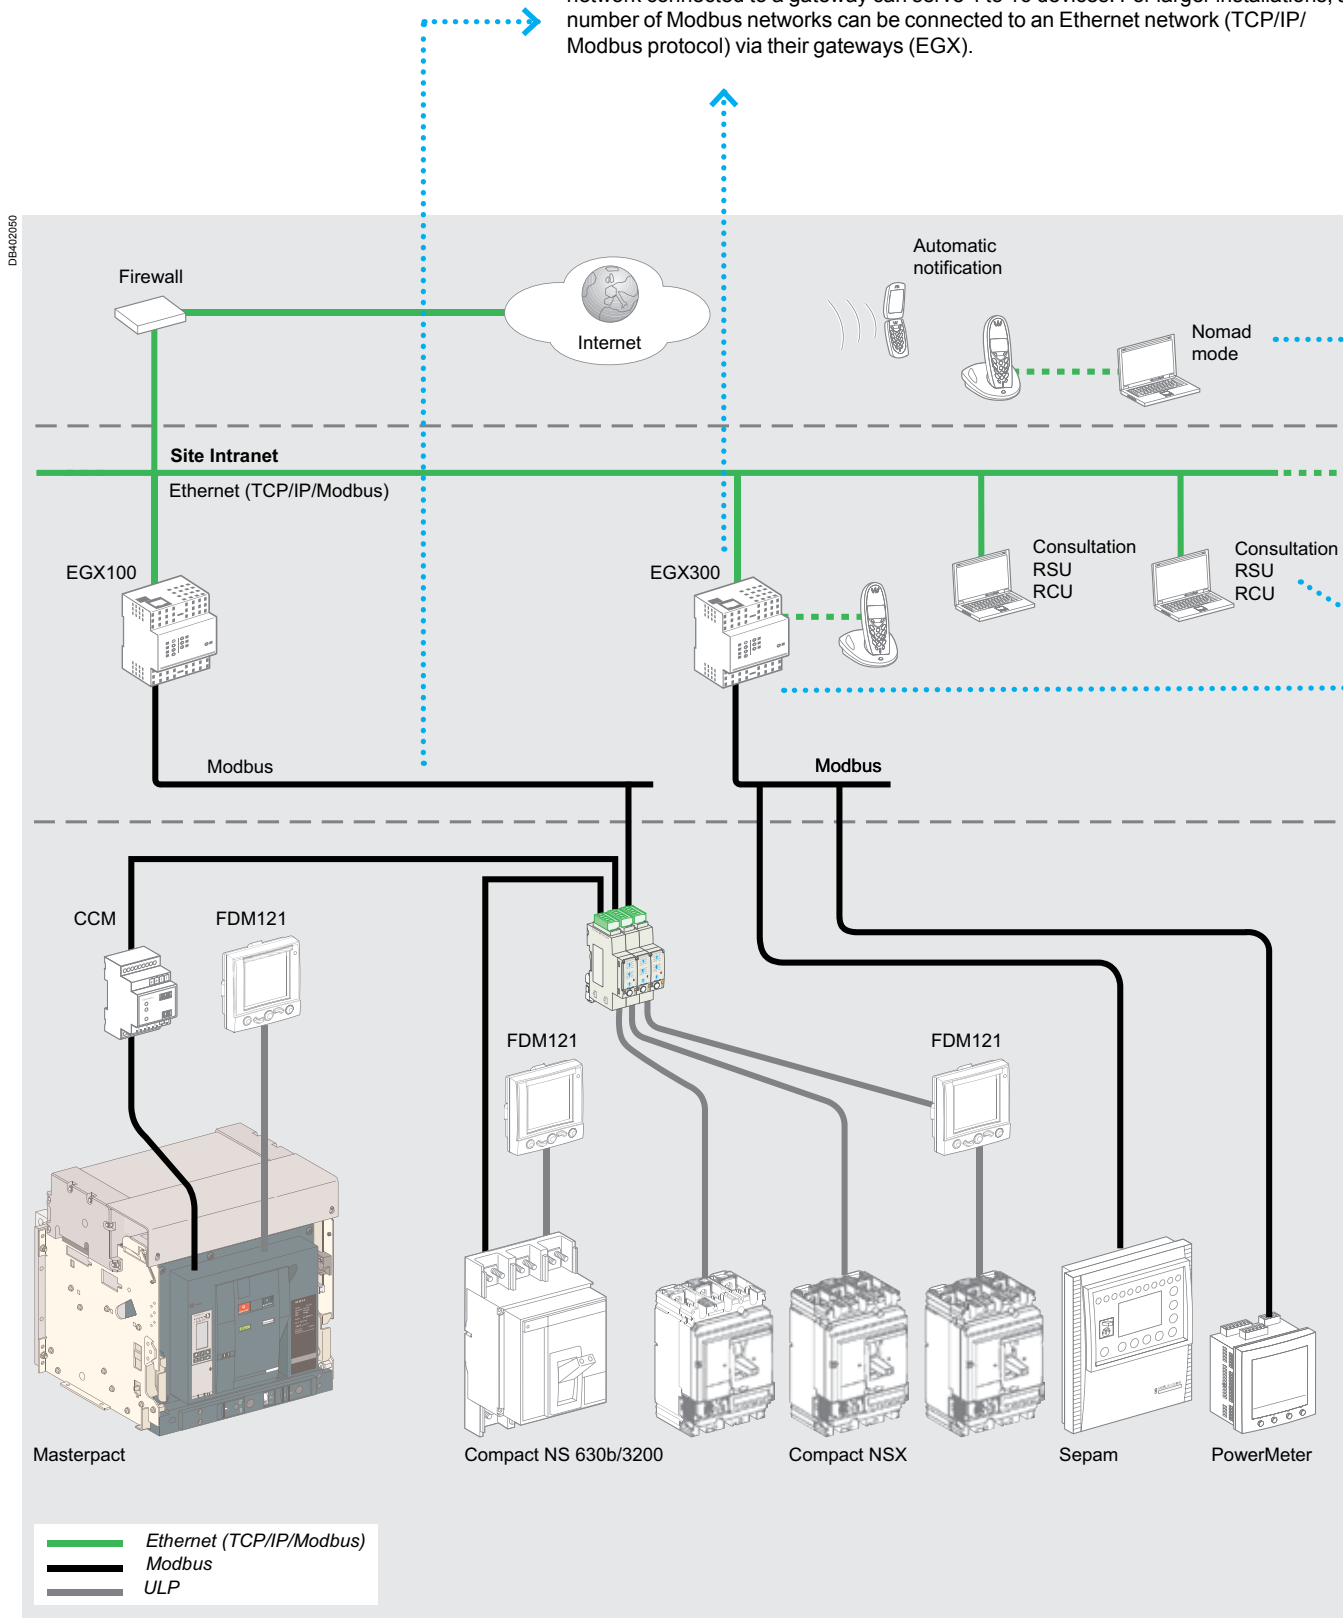 number of Modbus networks can be connected to an Ethernet network (TCP/IP/
Modbus protocol) via their gateways (EGX).
DB402050
Automatic
notification
Firewall
Internet
Nomad
mode
Site Intranet
Ethernet (TCP/IP/Modbus)
EGX100
EGX300
Consultation
RSU
RCU
Consultation
RSU
RCU
Modbus
Modbus
CCM
FDM121
FDM121
FDM121
Masterpact
Compact NS 630b/3200
Compact NSX
Sepam
PowerMeter
Ethernet (TCP/IP/Modbus)
Modbus
ULP